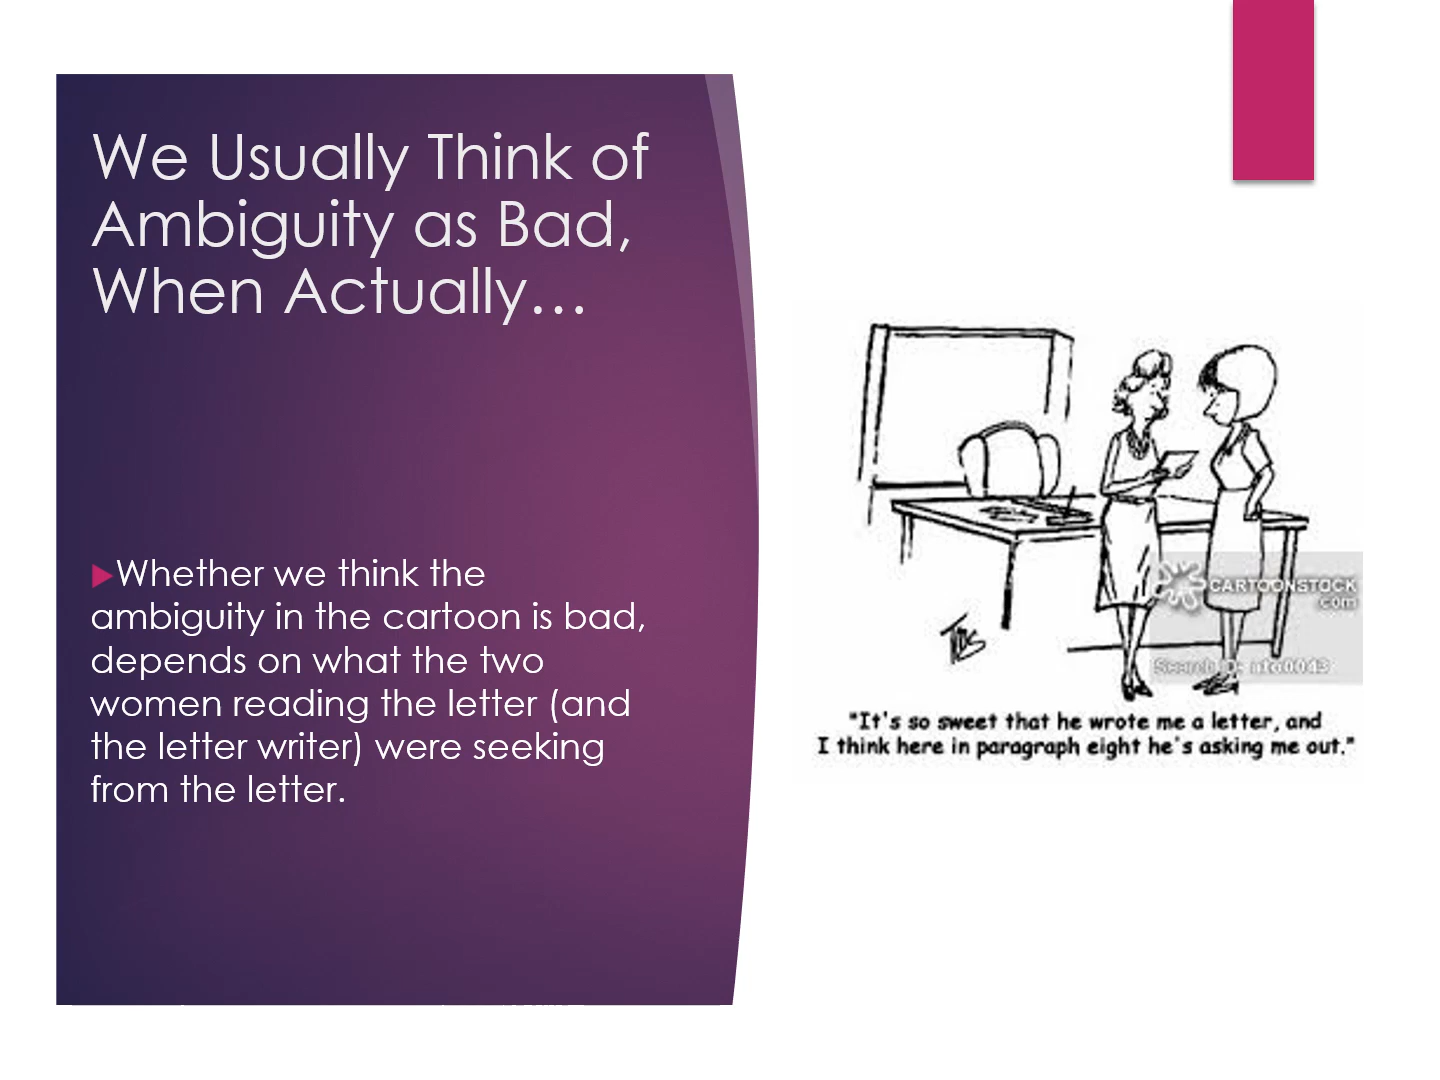 We Usually Think of
Ambiguity as Bad,
When Actually…
Whether we think the
ambiguity in the cartoon is bad,
depends on what the two
women reading the letter (and
the letter writer) were seeking
from the letter.
CARTOONSTOCK
.com
Search ID:
"It's so sweet that he wrote me a letter, and
I think here in paragraph eight he's asking me out."